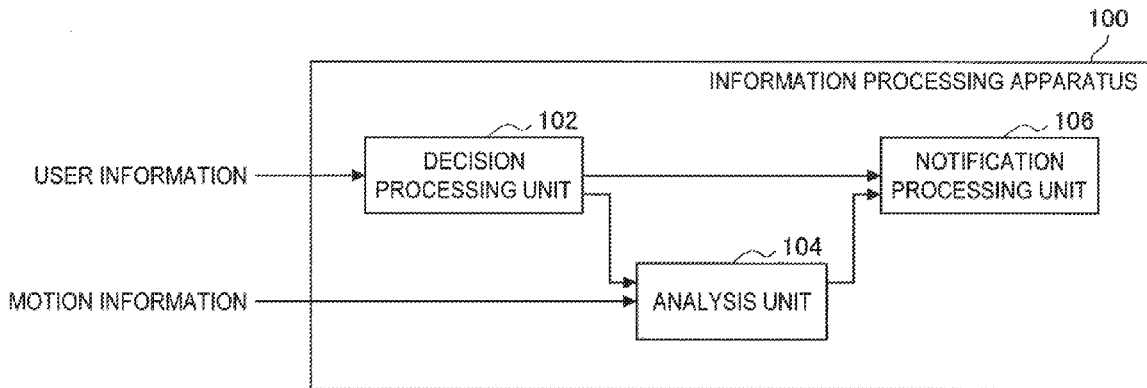 100
INFORMATION PROCESSING APPARATUS
102
106
USER INFORMATION
DECISION
PROCESSING UNIT
NOTIFICATION
PROCESSING UNIT
104
MOTION INFORMATION
ANALYSIS UNIT